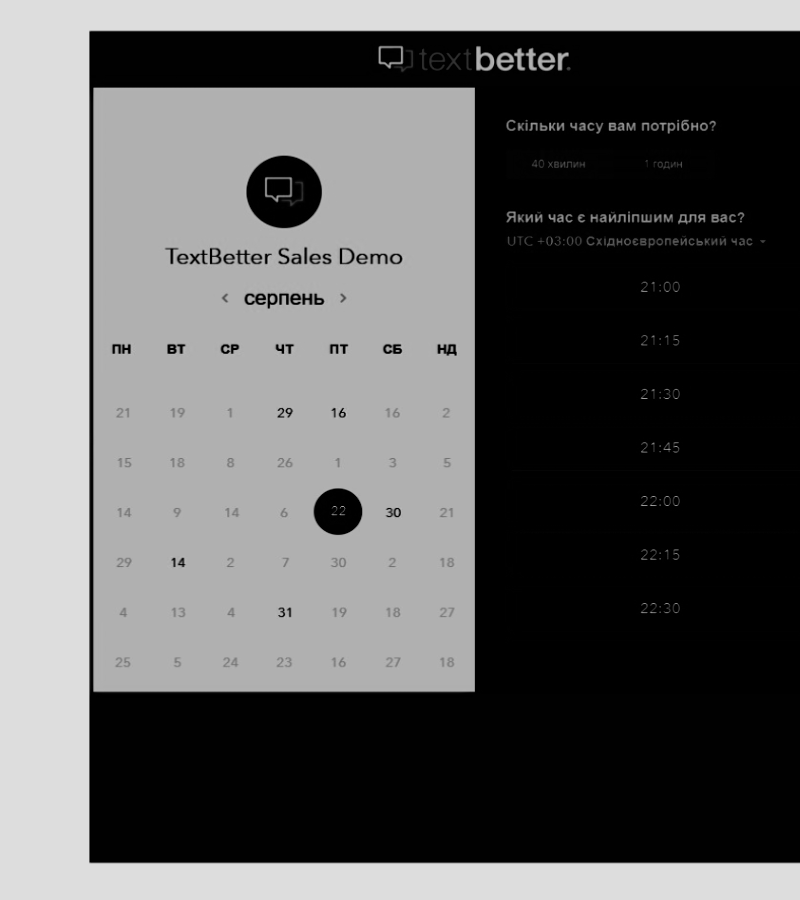 textbetter.
TextBetter Sales Demo
< серпень >
ПН ВТ СР ЧТ ПТ СБ НД
21 19 1 29 16 16 2
15 18 8 26 1 3 5
14 9 14 6 22 30 21
29 14 2 7 30 2 18
4 13 4 31 19 18 27
25 5 24 23 16 27 18
Скільки часу вам потрібно?
40 хвилин 1 годин
Який час є найліпшим для вас?
UTC +03:00 Східноєвропейський час
21:00
21:15
21:30
21:45
22:00
22:15
22:30